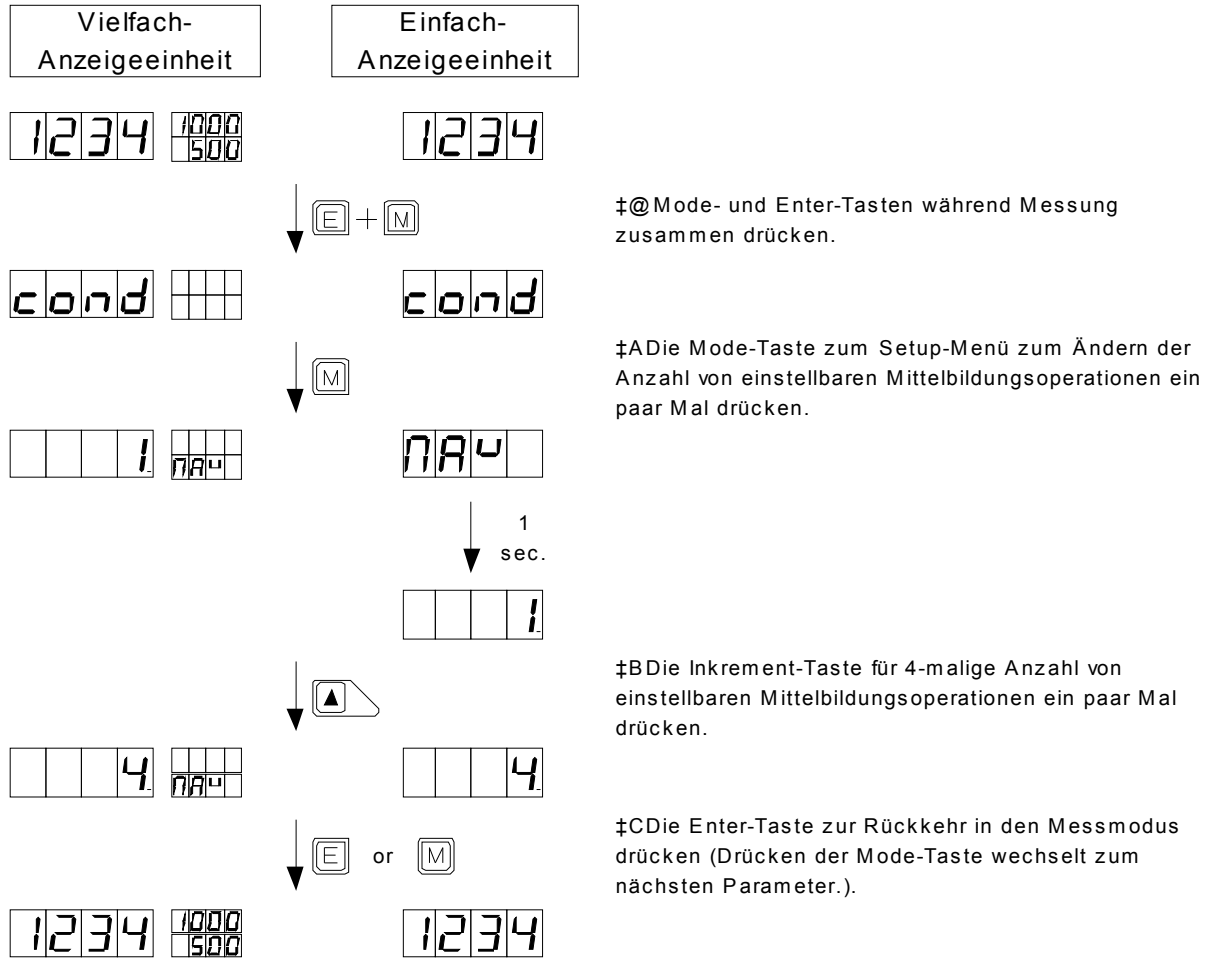 Vielfach-
Anzeigeeinheit
Einfach-
Anzeigeeinheit
1234 1000
500
1234
E + M
‡@Mode- und Enter-Tasten während Messung
zusammen drücken.
cond
cond
M
‡ADie Mode-Taste zum Setup-Menü zum Ändern der
Anzahl von einstellbaren Mittelbildungsoperationen ein
paar Mal drücken.
1
nAu
nAu
1
sec.
1
‡BDie Inkrement-Taste für 4-malige Anzahl von
einstellbaren Mittelbildungsoperationen ein paar Mal
drücken.
4
nAu
4
E or M
‡CDie Enter-Taste zur Rückkehr in den Messmodus
drücken (Drücken der Mode-Taste wechselt zum
nächsten Parameter.).
1234 1000
500
1234